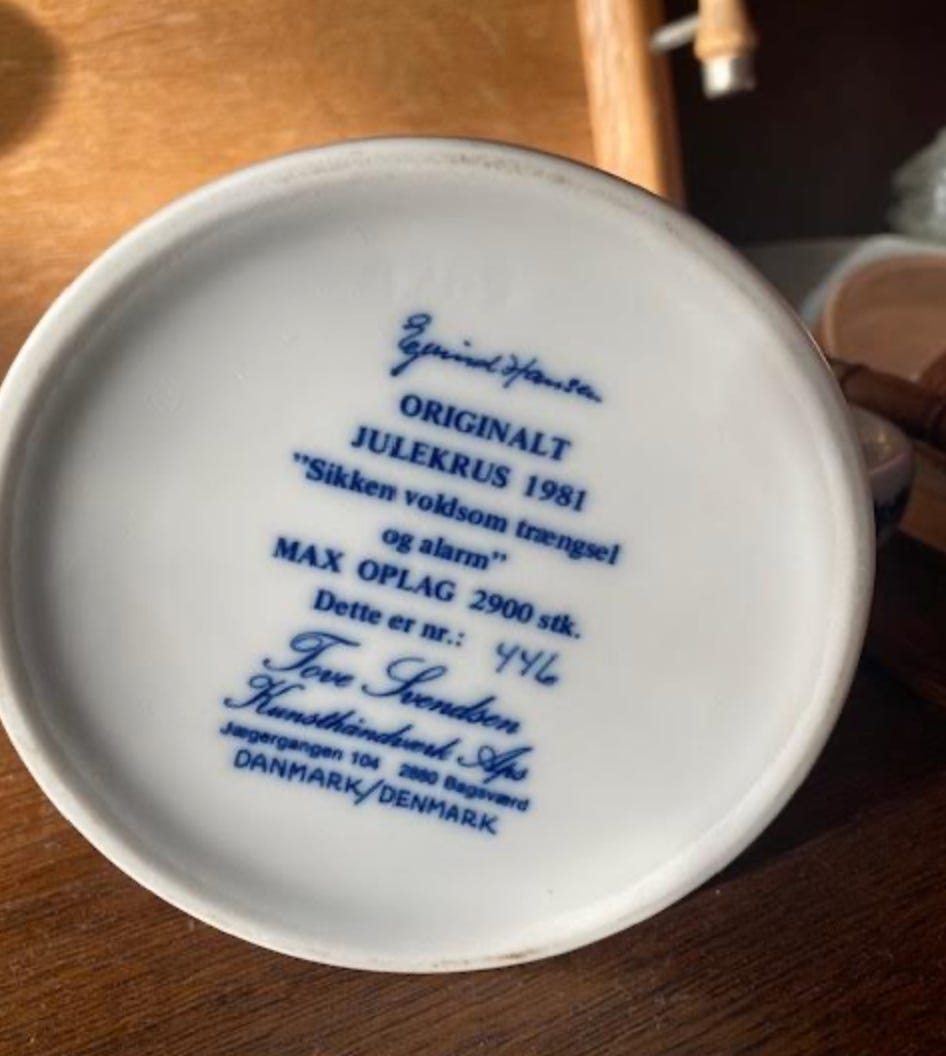 Ejvind Hansen
ORIGINALT
JULEKRUS 1981
"Sikken voldsom trængsel
og alarm"
MAX OPLAG 2900 stk.
Dette er nr.: 446
Tove Svendsen
Kunsthåndværk Aps
Jægergangen 104 2880 Bagsværd
DANMARK/DENMARK